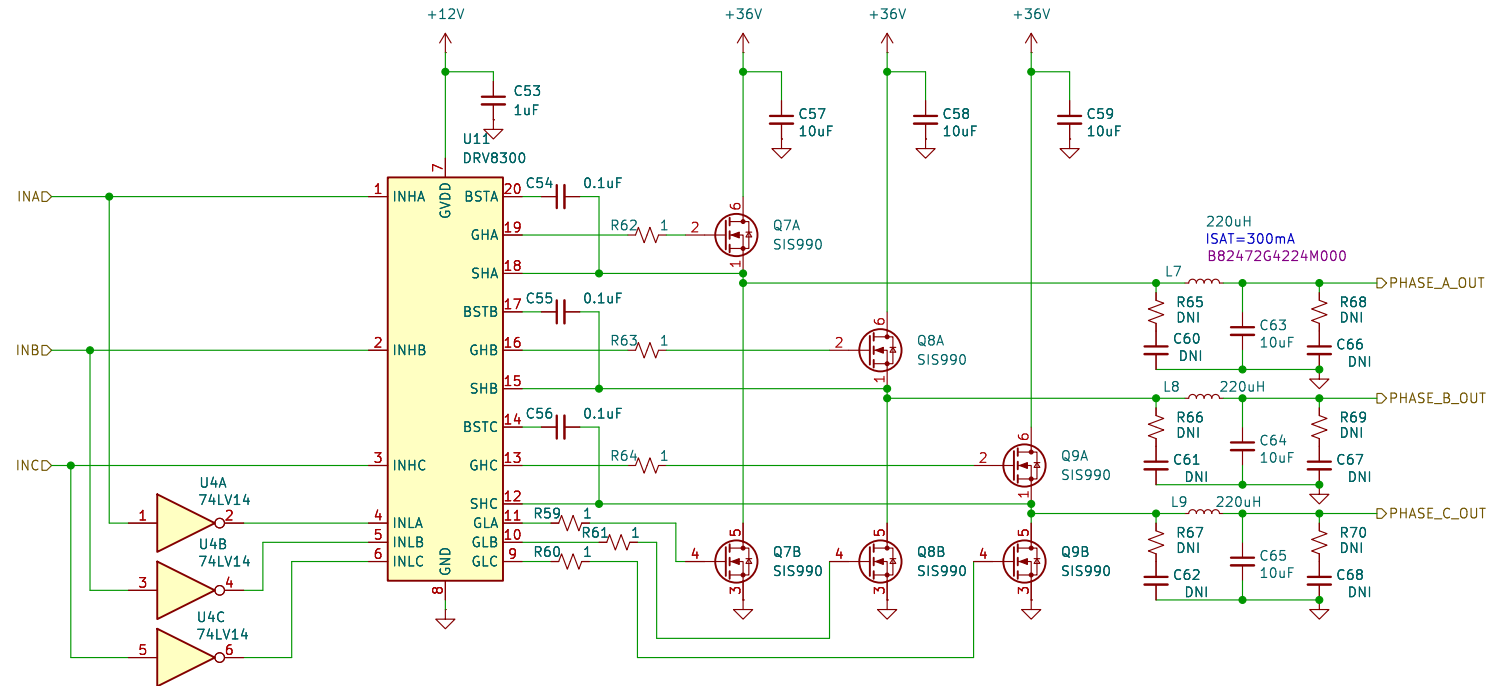 +12V
+36V
+36V
+36V
C53
1uF
C57
10uF
C58
10uF
C59
10uF
U11
DRV8300
7
GVDD
INA
1
INHA
BSTA
20
C54
0.1uF
GHA
19
R62
1
2
6
1
Q7A
SIS990
SHA
18
BSTB
17
C55
0.1uF
INB
2
INHB
GHB
16
R63
1
2
6
1
Q8A
SIS990
SHB
15
BSTC
14
C56
0.1uF
INC
3
INHC
GHC
13
R64
1
2
6
1
Q9A
SIS990
SHC
12
U4A
74LV14
1
2
4
INLA
GLA
11
R59
1
U4B
74LV14
3
4
5
INLB
GLB
10
R61
1
6
INLC
GLC
9
R60
1
GND
8
U4C
74LV14
5
6
4
5
3
Q7B
SIS990
4
5
3
Q8B
SIS990
4
5
3
Q9B
SIS990
220uH
ISAT=300mA
B82472G4224M000
L7
PHASE_A_OUT
R65
DNI
C60
DNI
C63
10uF
R68
DNI
C66
DNI
L8
220uH
PHASE_B_OUT
R66
DNI
C61
DNI
C64
10uF
R69
DNI
C67
DNI
L9
220uH
PHASE_C_OUT
R67
DNI
C62
DNI
C65
10uF
R70
DNI
C68
DNI